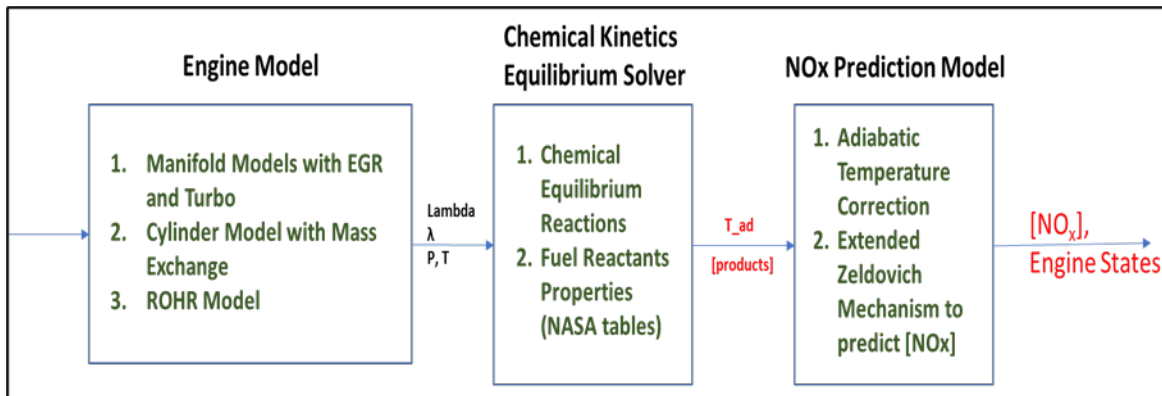 Engine Model
1. Manifold Models with EGR
and Turbo
2. Cylinder Model with Mass
Exchange
3. ROHR Model
Lambda
λ
P, T
Chemical Kinetics
Equilibrium Solver
1. Chemical
Equilibrium
Reactions
2. Fuel Reactants
Properties
(NASA tables)
T_ad
[products]
NOx Prediction Model
1. Adiabatic
Temperature
Correction
2. Extended
Zeldovich
Mechanism to
predict [NOx]
[NOx],
Engine States